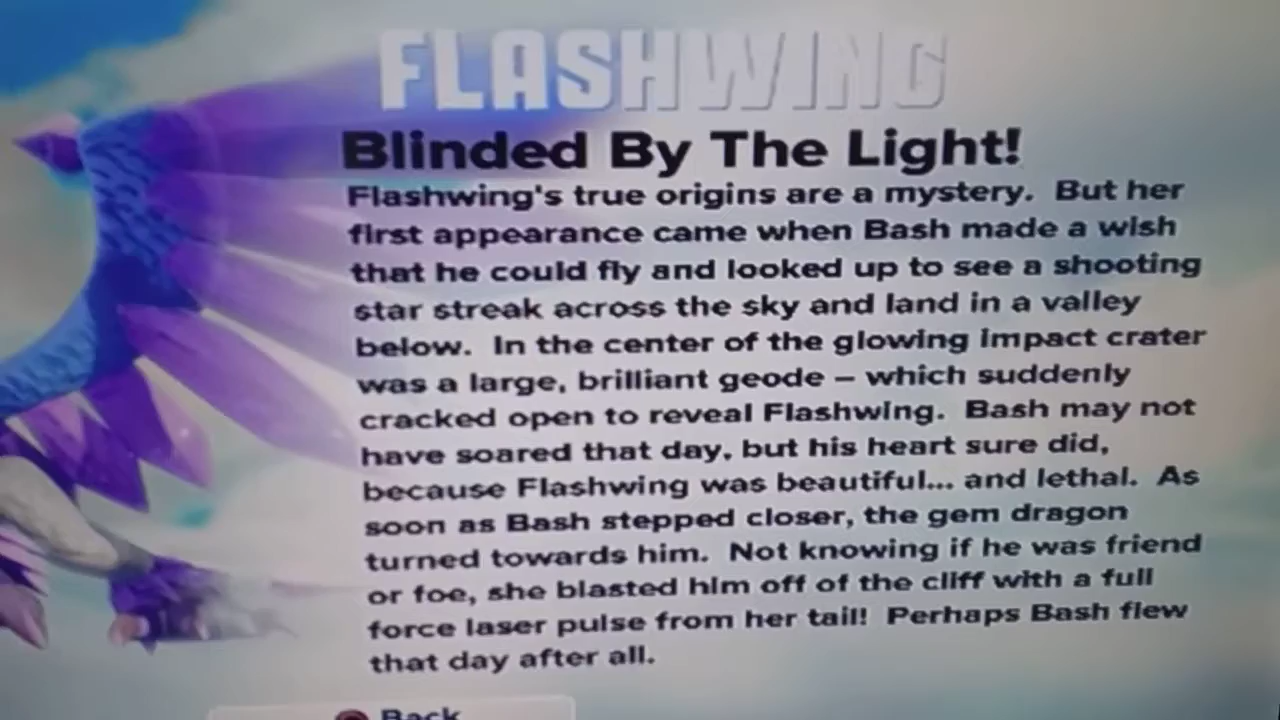 FLASHWING
Blinded By The Light!
Flashwing's true origins are a mystery. But her
first appearance came when Bash made a wish
that he could fly and looked up to see a shooting
star streak across the sky and land in a valley
below. In the center of the glowing impact crater
was a large, brilliant geode – which suddenly
cracked open to reveal Flashwing. Bash may not
have soared that day, but his heart sure did,
because Flashwing was beautiful... and lethal. As
soon as Bash stepped closer, the gem dragon
turned towards him. Not knowing if he was friend
or foe, she blasted him off of the cliff with a full
force laser pulse from her tail! Perhaps Bash flew
that day after all.
Back